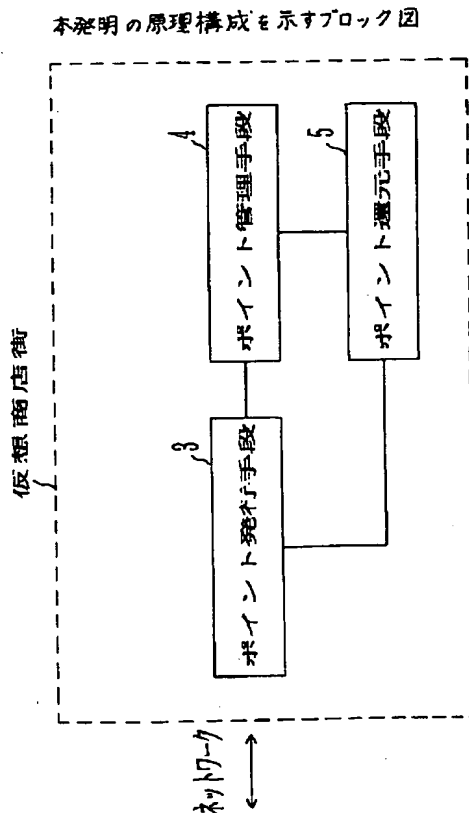 本発明の原理構成を示すブロック図
仮想商店街
4
ポイント管理手段
5
ポイント還元手段
3
ポイント発行手段
ネットワーク